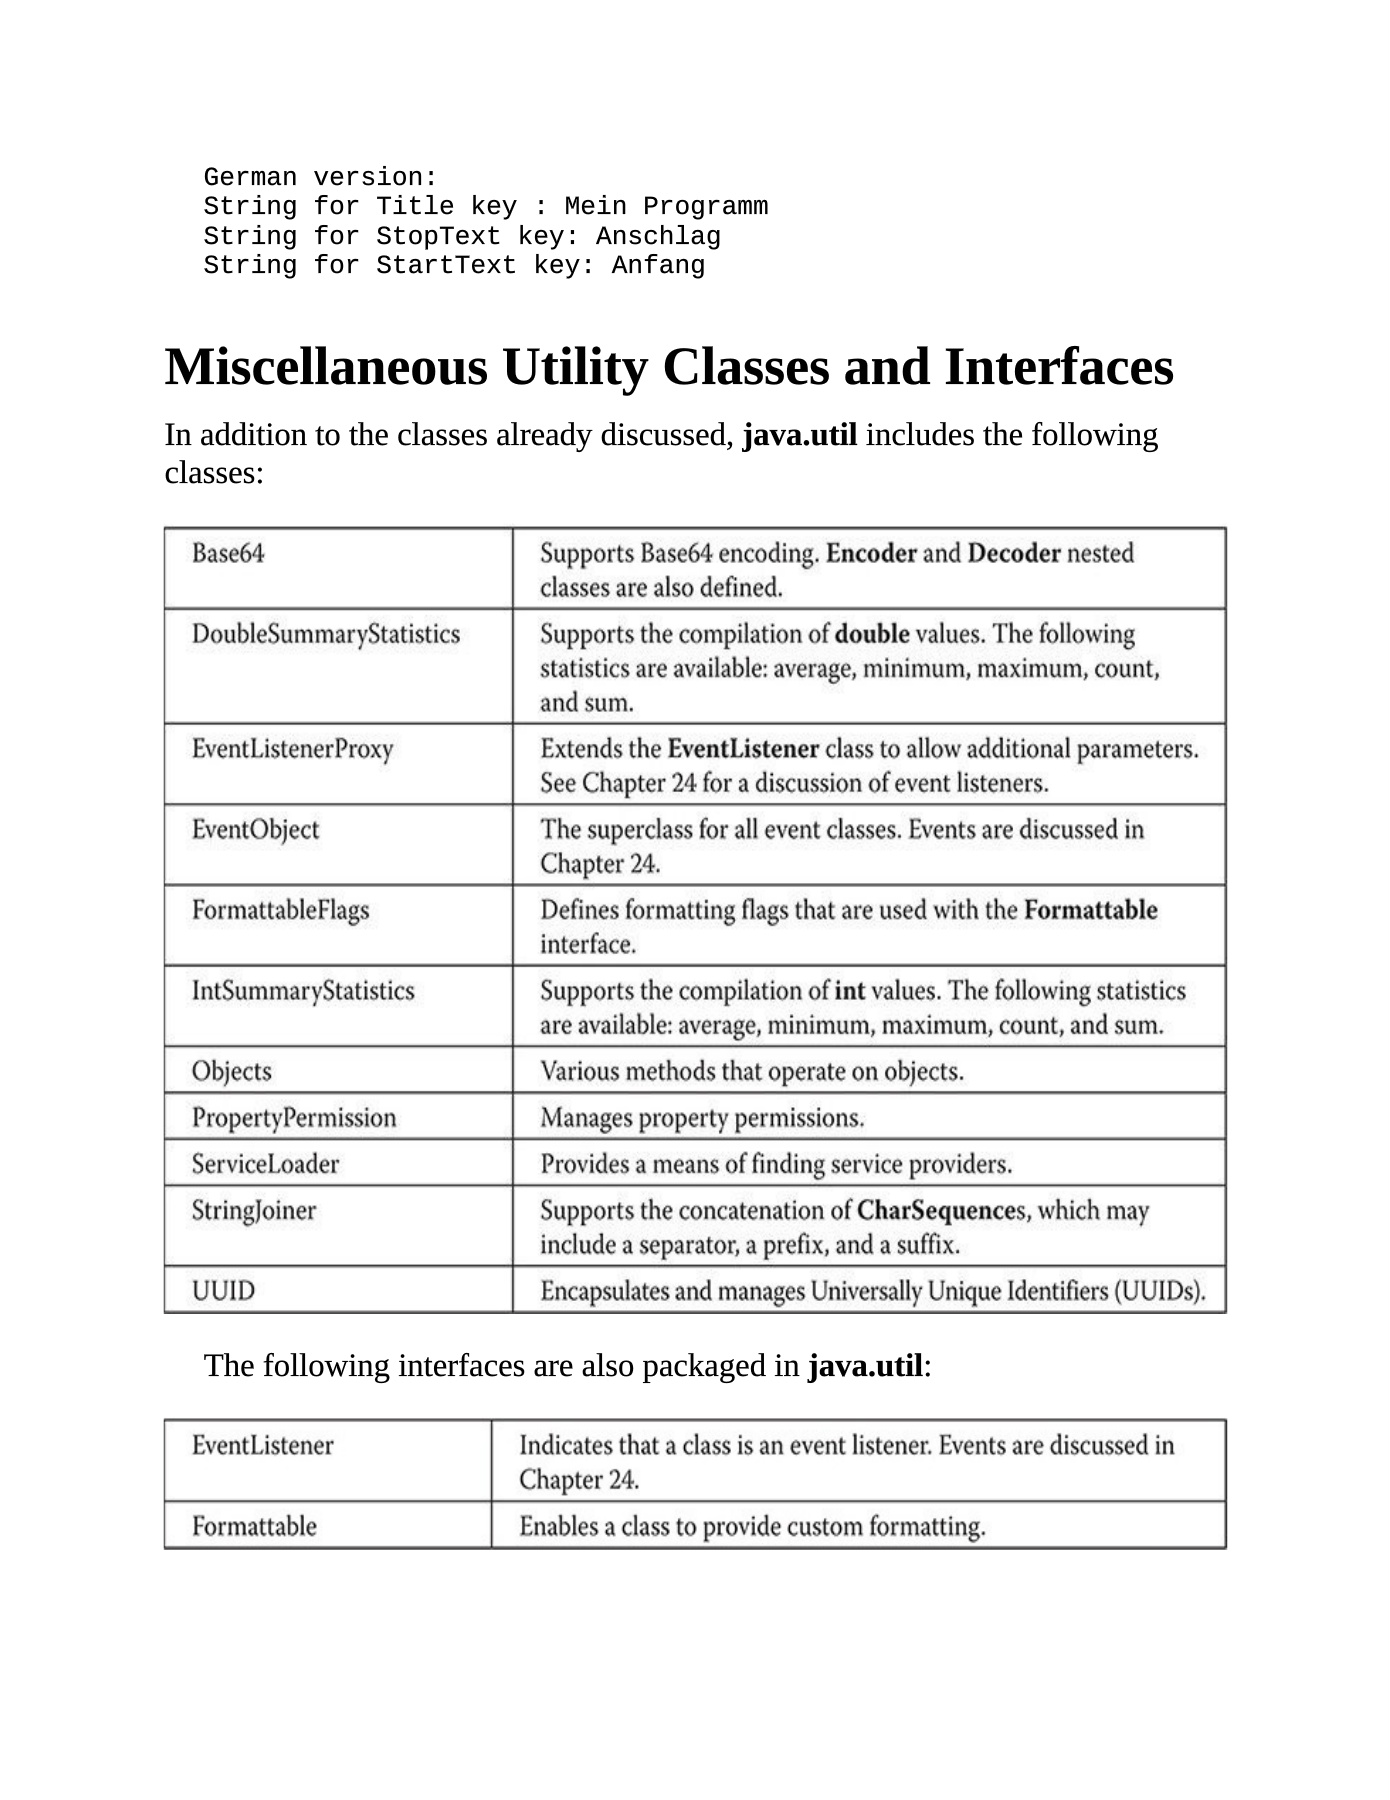 German version:
String for Title key : Mein Programm
String for StopText key: Anschlag
String for StartText key: Anfang
Miscellaneous Utility Classes and Interfaces
In addition to the classes already discussed, java.util includes the following
classes:
Base64
Supports Base64 encoding. Encoder and Decoder nested
classes are also defined.
DoubleSummaryStatistics
Supports the compilation of double values. The following
statistics are available: average, minimum, maximum, count,
and sum.
EventListenerProxy
Extends the EventListener class to allow additional parameters.
See Chapter 24 for a discussion of event listeners.
EventObject
The superclass for all event classes. Events are discussed in
Chapter 24.
FormattableFlags
Defines formatting flags that are used with the Formattable
interface.
IntSummaryStatistics
Supports the compilation of int values. The following statistics
are available: average, minimum, maximum, count, and sum.
Objects
Various methods that operate on objects.
PropertyPermission
Manages property permissions.
ServiceLoader
Provides a means of finding service providers.
StringJoiner
Supports the concatenation of CharSequences, which may
include a separator, a prefix, and a suffix.
UUID
Encapsulates and manages Universally Unique Identifiers (UUIDs).
The following interfaces are also packaged in java.util:
EventListener
Indicates that a class is an event listener. Events are discussed in
Chapter 24.
Formattable
Enables a class to provide custom formatting.